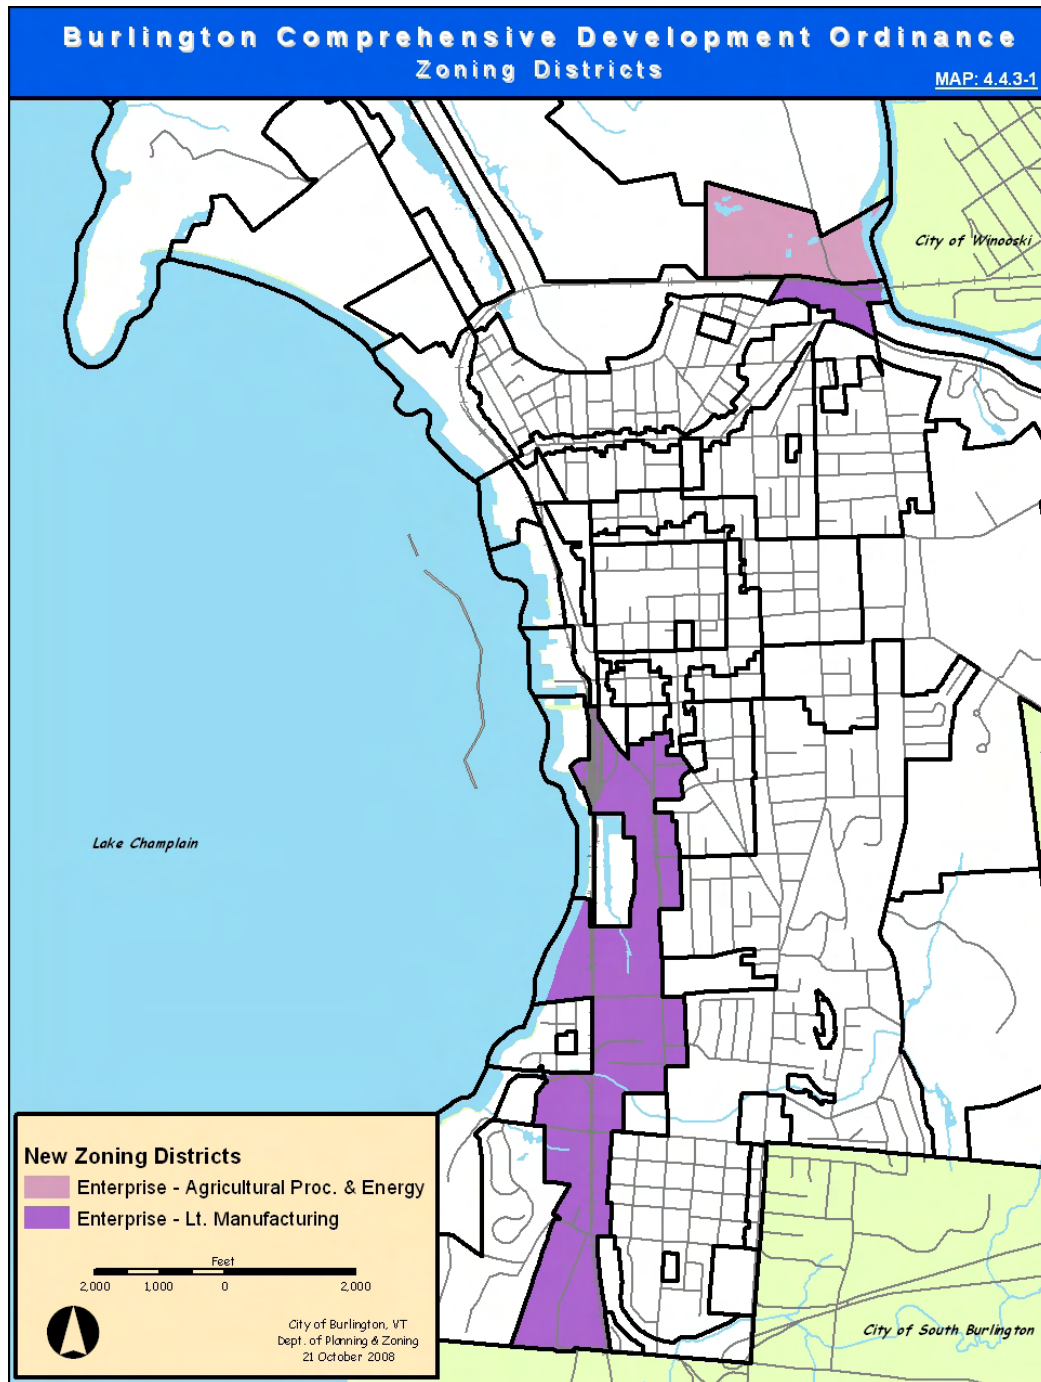 Burlington Comprehensive Development Ordinance
Zoning Districts
MAP: 4.4.3-1
City of Winooski
Lake Champlain
New Zoning Districts
Enterprise - Agricultural Proc. & Energy
Enterprise - Lt. Manufacturing
Feet
2,000 1,000 0 2,000
City of Burlington, VT
Dept. of Planning & Zoning
21 October 2008
City of South Burlington